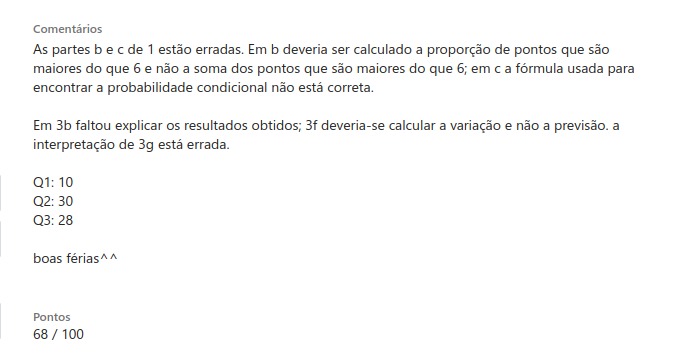 Comentários
As partes b e c de 1 estão erradas. Em b deveria ser calculado a proporção de pontos que são
maiores do que 6 e não a soma dos pontos que são maiores do que 6; em c a fórmula usada para
encontrar a probabilidade condicional não está correta.
Em 3b faltou explicar os resultados obtidos; 3f deveria-se calcular a variação e não a previsão. a
interpretação de 3g está errada.
Q1: 10
Q2: 30
Q3: 28
boas férias^^
Pontos
68 / 100